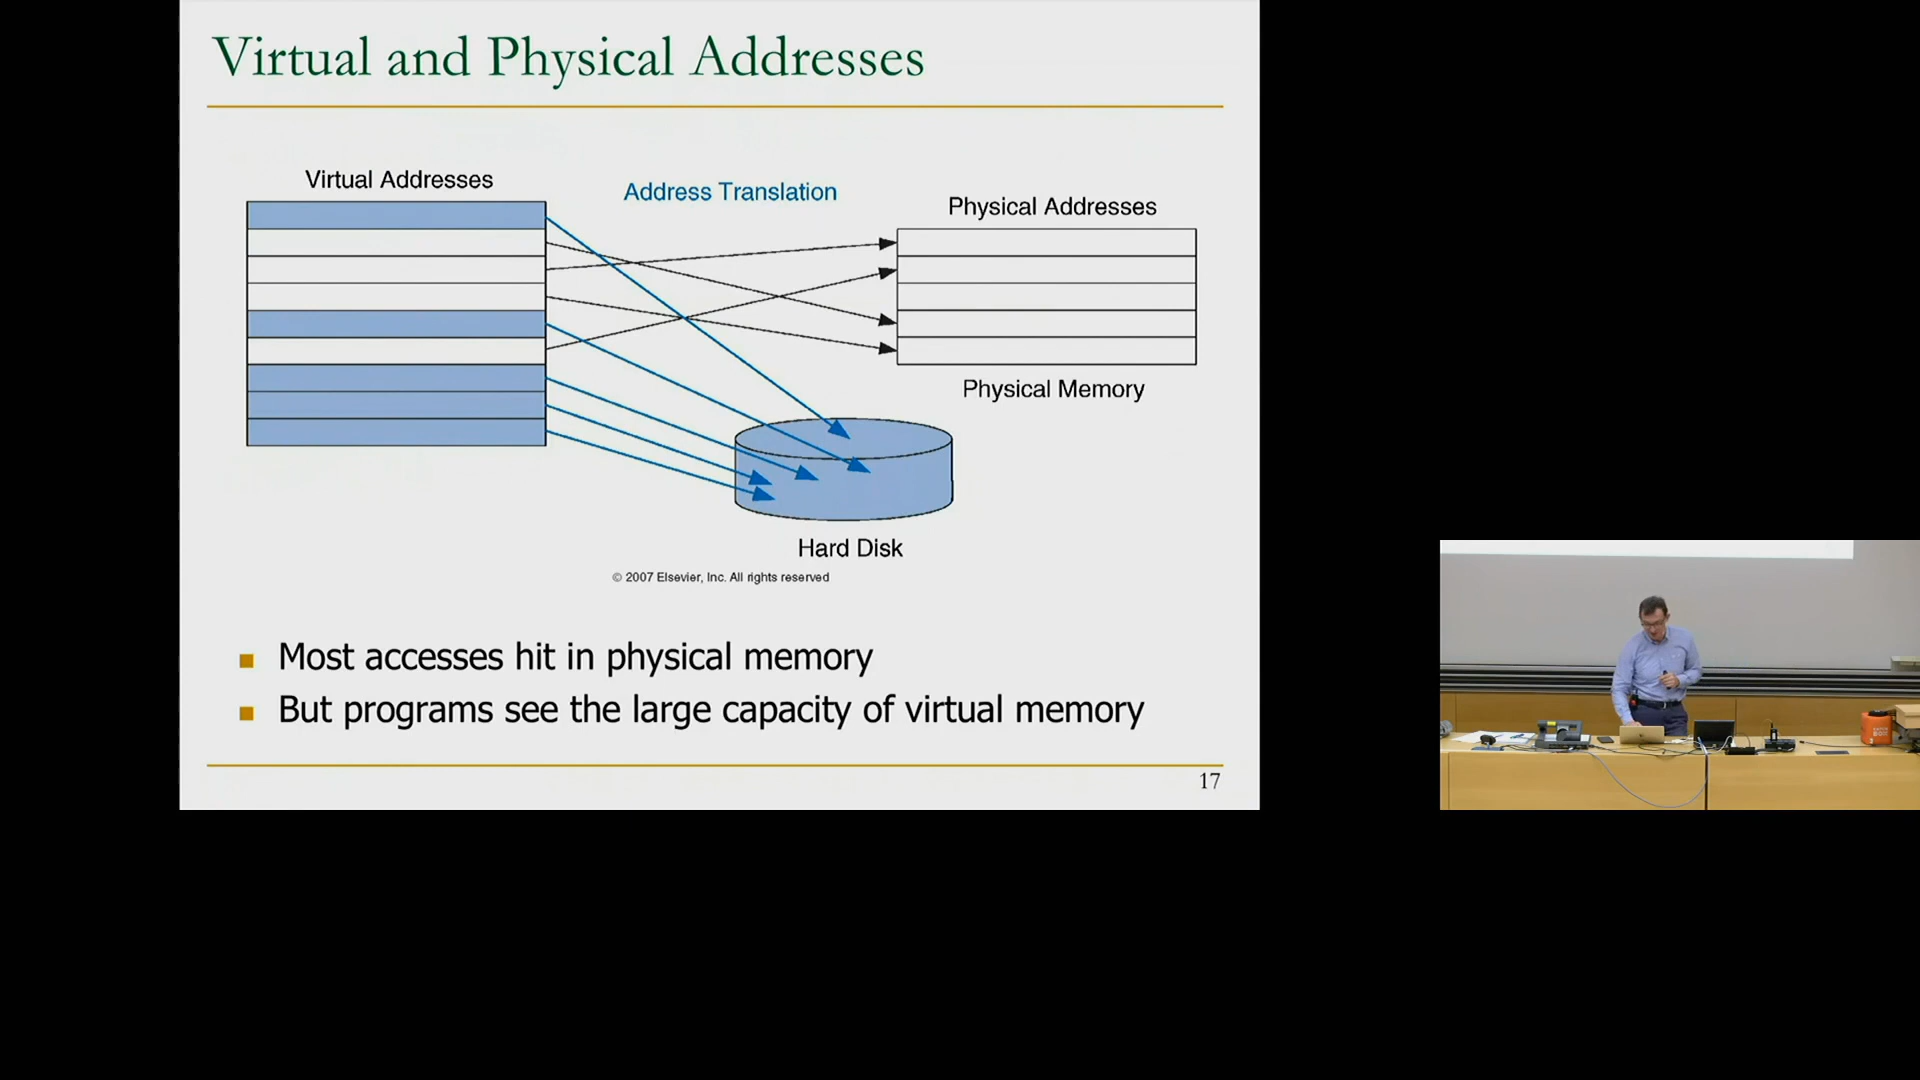 Virtual and Physical Addresses
Virtual Addresses
Address Translation
Physical Addresses
Physical Memory
Hard Disk
© 2007 Elsevier, Inc. All rights reserved
Most accesses hit in physical memory
But programs see the large capacity of virtual memory
17